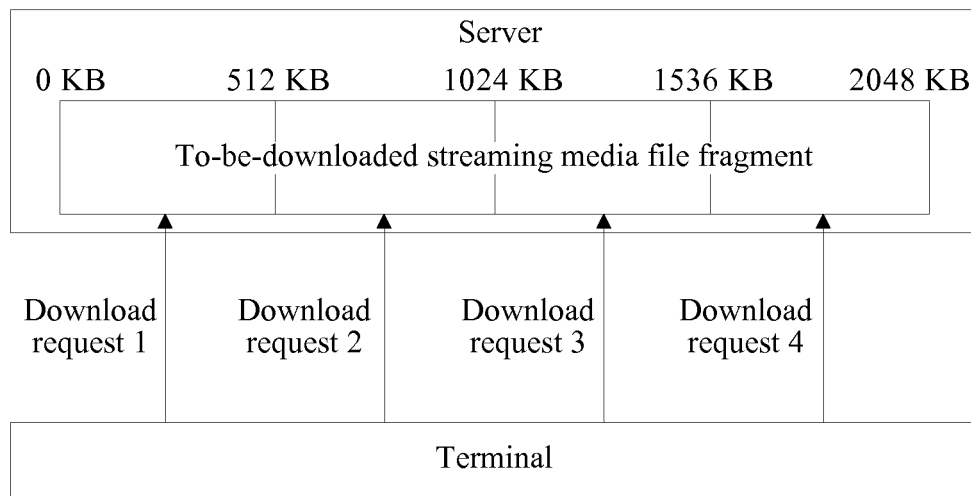 Server
0 KB 512 KB 1024 KB 1536 KB 2048 KB
To-be-downloaded streaming media file fragment
Download
request 1
Download
request 2
Download
request 3
Download
request 4
Terminal